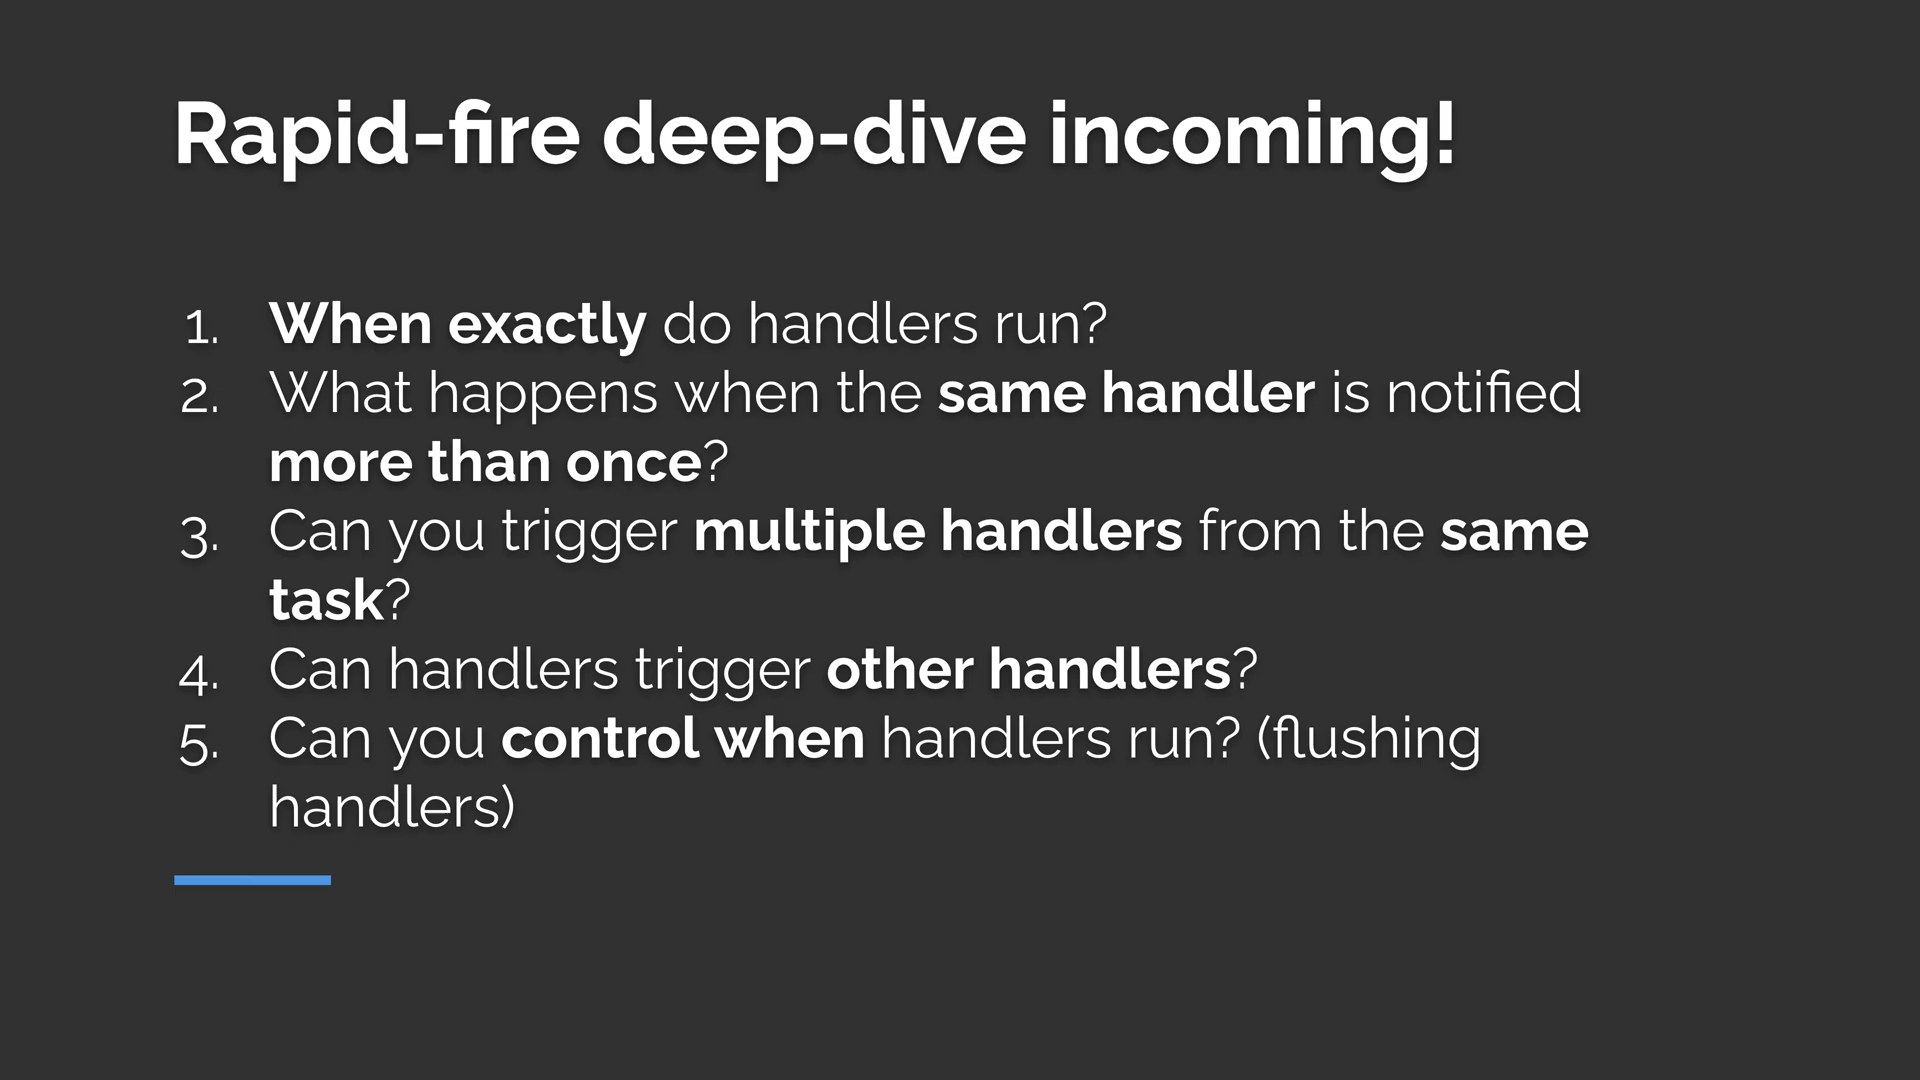 Rapid-fire deep-dive incoming!
1. When exactly do handlers run?
2. What happens when the same handler is notified
more than once?
3. Can you trigger multiple handlers from the same
task?
4. Can handlers trigger other handlers?
5. Can you control when handlers run? (flushing
handlers)